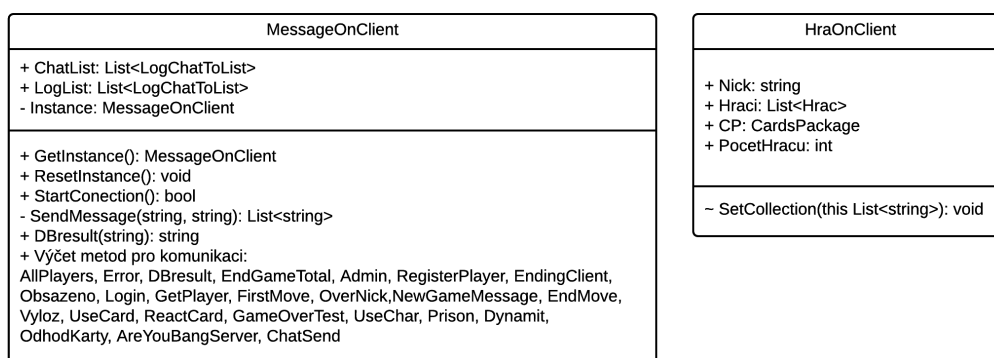 MessageOnClient
+ ChatList: List<LogChatToList>
+ LogList: List<LogChatToList>
- Instance: MessageOnClient
+ GetInstance(): MessageOnClient
+ ResetInstance(): void
+ StartConection(): bool
- SendMessage(string, string): List<string>
+ DBresult(string): string
+ Výčet metod pro komunikaci:
AllPlayers, Error, DBresult, EndGameTotal, Admin, RegisterPlayer, EndingClient,
Obsazeno, Login, GetPlayer, FirstMove, OverNick,NewGameMessage, EndMove,
Vyloz, UseCard, ReactCard, GameOverTest, UseChar, Prison, Dynamit,
OdhodKarty, AreYouBangServer, ChatSend
HraOnClient
+ Nick: string
+ Hraci: List<Hrac>
+ CP: CardsPackage
+ PocetHracu: int
~ SetCollection(this List<string>): void